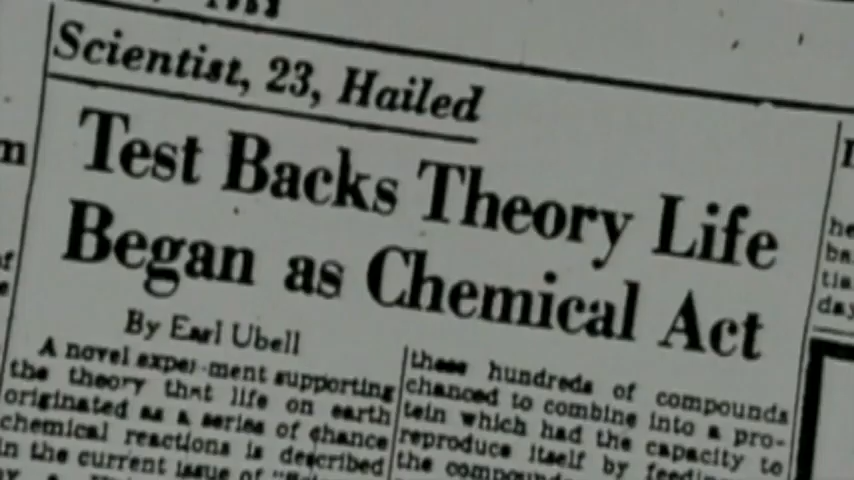 Scientist, 23, Hailed
Test Backs Theory Life
Began as Chemical Act
By Earl Ubell
A novel experiment supporting
the theory that life on earth
originated as a series of chance
chemical reactions is described
in the current issue of
these hundreds of compounds
chanced to combine into a pro-
tein which had the capacity to
reproduce itself by feeding
the compounds
he
tia
day